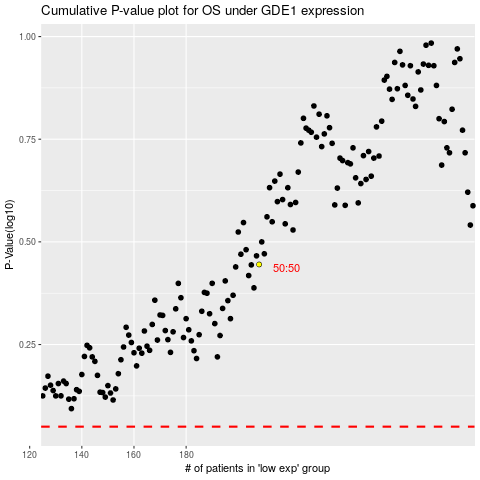 Cumulative P-value plot for OS under GDE1 expression
1.00
0.75
0.50
0.25
P-Value(log10)
50:50
120 140 160 180
# of patients in 'low exp' group